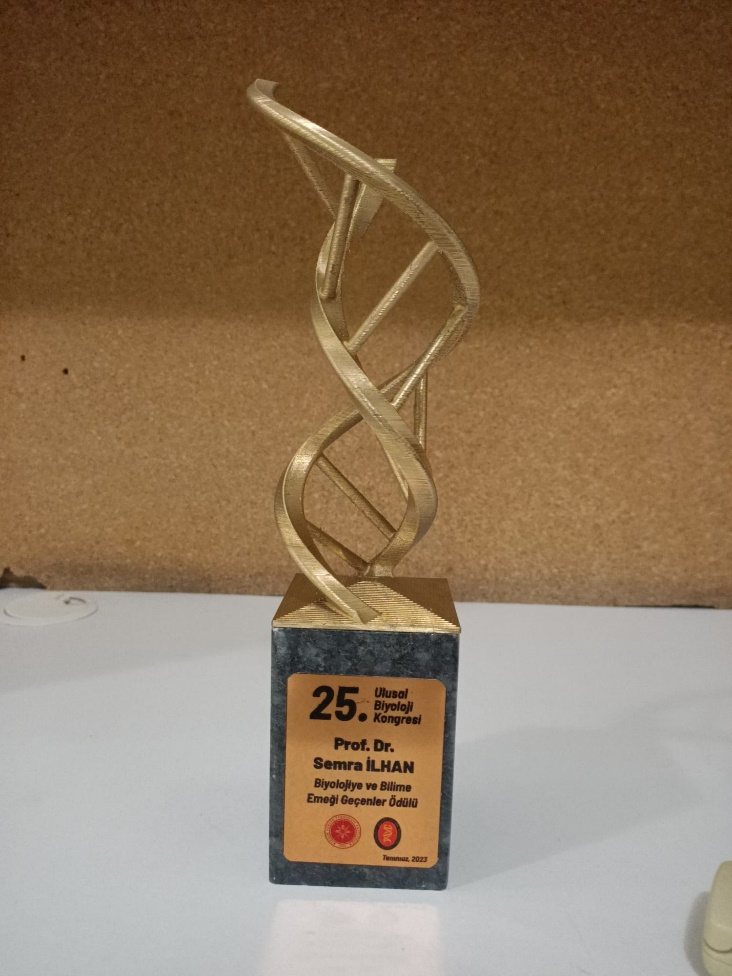 25. Ulusal
Biyoloji
Kongresi
Prof. Dr.
Semra İLHAN
Biyolojiye ve Bilime
Emeği Geçenler Ödülü
Temmuz, 2023